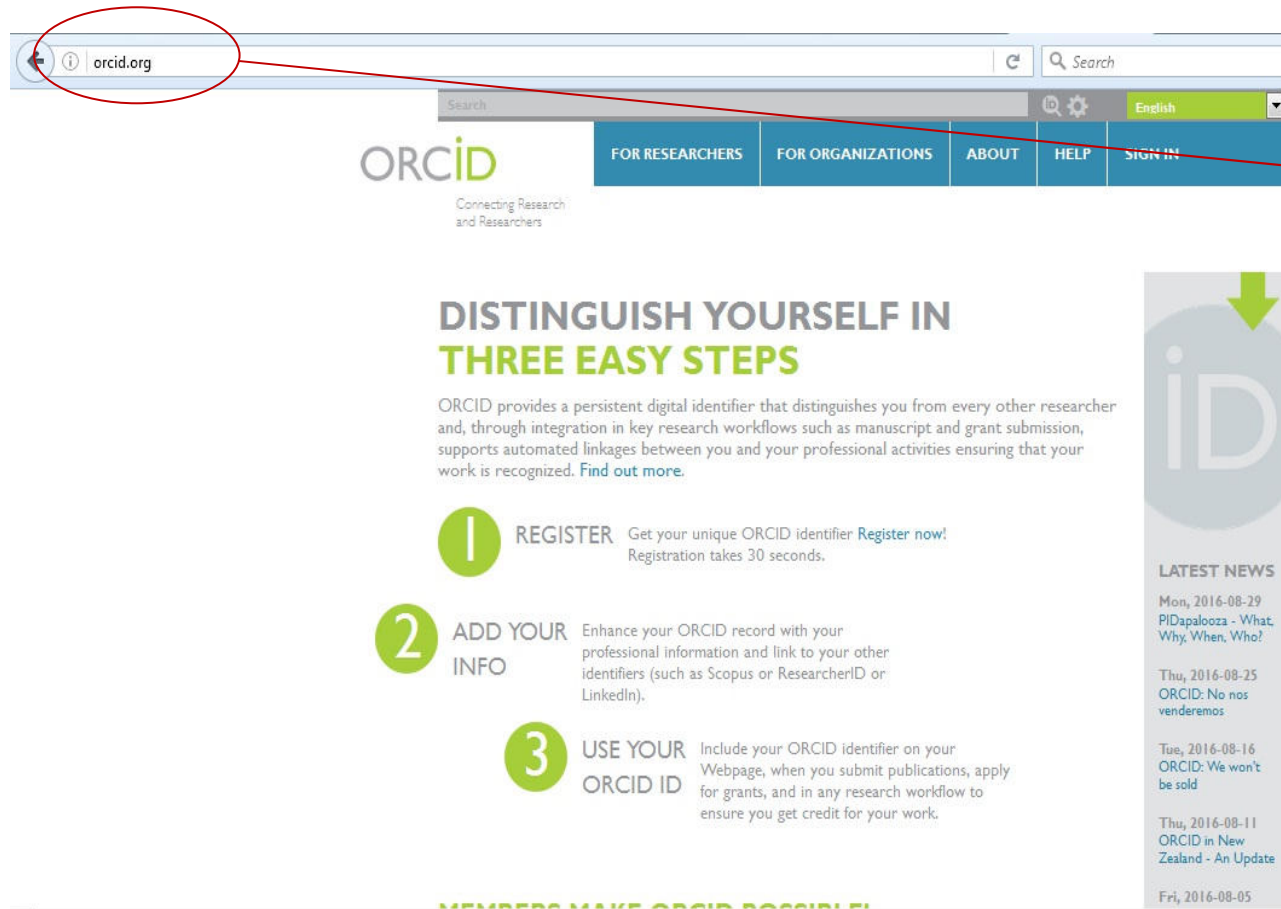 orcid.org
Search
Search
English
ORCID
Connecting Research
and Researchers
FOR RESEARCHERS
FOR ORGANIZATIONS
ABOUT
HELP
SIGN IN
DISTINGUISH YOURSELF IN
THREE EASY STEPS
ORCID provides a persistent digital identifier that distinguishes you from every other researcher
and, through integration in key research workflows such as manuscript and grant submission,
supports automated linkages between you and your professional activities ensuring that your
work is recognized. Find out more.
1
REGISTER
Get your unique ORCID identifier Register now!
Registration takes 30 seconds.
2
ADD YOUR
INFO
Enhance your ORCID record with your
professional information and link to your other
identifiers (such as Scopus or ResearcherID or
LinkedIn).
3
USE YOUR
ORCID ID
Include your ORCID identifier on your
Webpage, when you submit publications, apply
for grants, and in any research workflow to
ensure you get credit for your work.
MEMBERS MAKE ORCID POSSIBLE!
iD
LATEST NEWS
Mon, 2016-08-29
PIDapalooza - What,
Why, When, Who?
Thu, 2016-08-25
ORCID: No nos
venderemos
Tue, 2016-08-16
ORCID: We won't
be sold
Thu, 2016-08-11
ORCID in New
Zealand - An Update
Fri, 2016-08-05